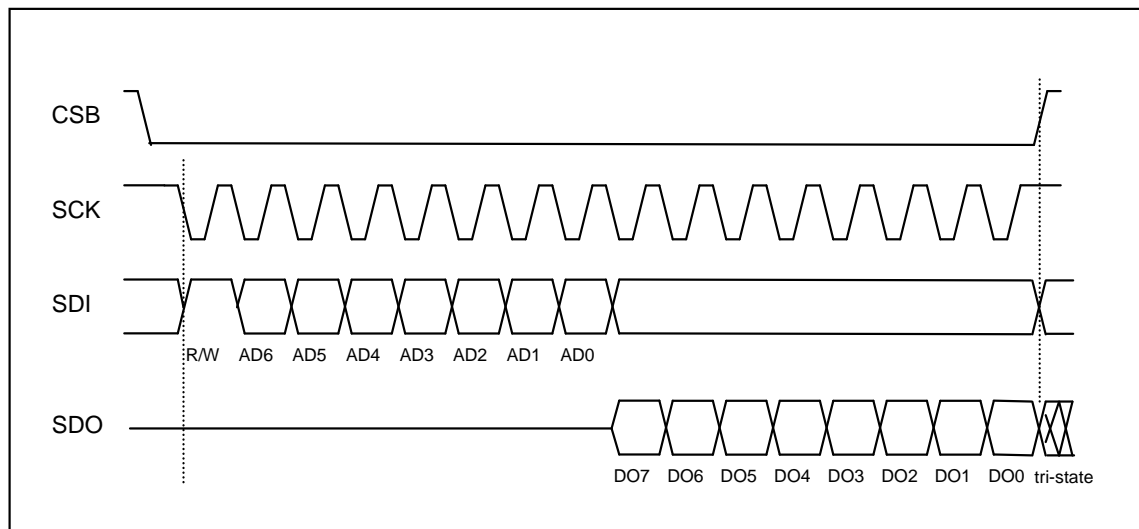 CSB
SCK
SDI
R/W AD6 AD5 AD4 AD3 AD2 AD1 AD0
SDO
DO7 DO6 DO5 DO4 DO3 DO2 DO1 DO0 tri-state